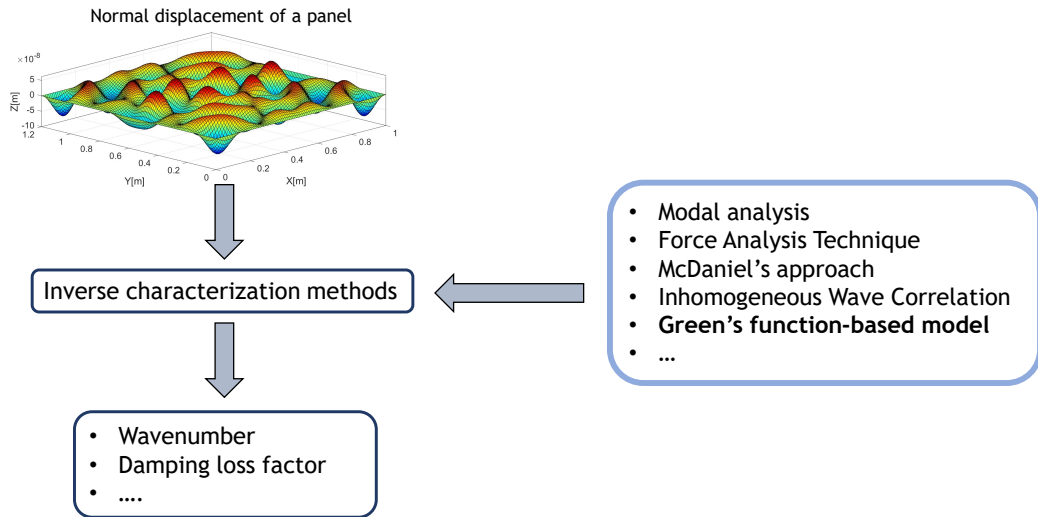 Normal displacement of a panel
×10⁻⁸
5
0
-5
-10
Z[m]
1.2
1
0.8
0.6
0.4
0.2
0
Y[m]
0
0.2
0.4
0.6
0.8
1
X[m]
Inverse characterization methods
• Modal analysis
• Force Analysis Technique
• McDaniel’s approach
• Inhomogeneous Wave Correlation
• Green’s function-based model
• …
• Wavenumber
• Damping loss factor
• ….